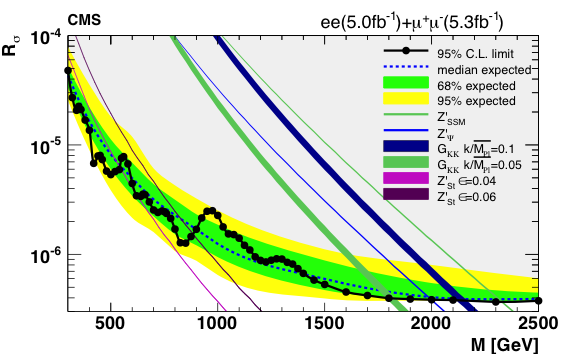 CMS ee(5.0fb⁻¹)+μ⁺μ⁻(5.3fb⁻¹)
R_σ
10⁻⁴
10⁻⁵
10⁻⁶
95% C.L. limit
median expected
68% expected
95% expected
Z'_SSM
Z'_Ψ
G_KK k/M̅_Pl=0.1
G_KK k/M̅_Pl=0.05
Z'_St ∈=0.04
Z'_St ∈=0.06
500 1000 1500 2000 2500
M [GeV]